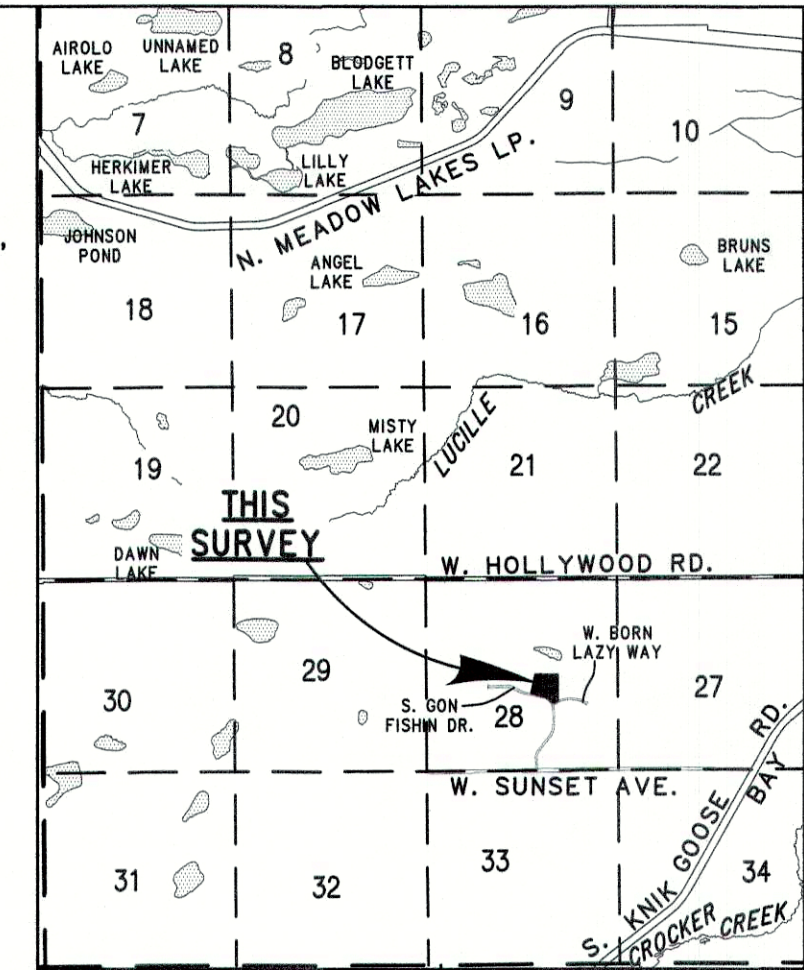 AIROLO
LAKE
UNNAMED
LAKE
8
BLODGETT
LAKE
9
10
7
HERKIMER
LAKE
LILLY
LAKE
N. MEADOW LAKES LP.
JOHNSON
POND
ANGEL
LAKE
BRUNS
LAKE
18
17
16
15
CREEK
20
MISTY
LAKE
LUCILLE
19
21
22
THIS
SURVEY
DAWN
LAKE
W. HOLLYWOOD RD.
W. BORN
LAZY WAY
29
30
27
S. GON
FISHIN DR.
28
W. SUNSET AVE.
S. KNIK GOOSE BAY RD.
33
34
31
32
CROCKER CREEK
,